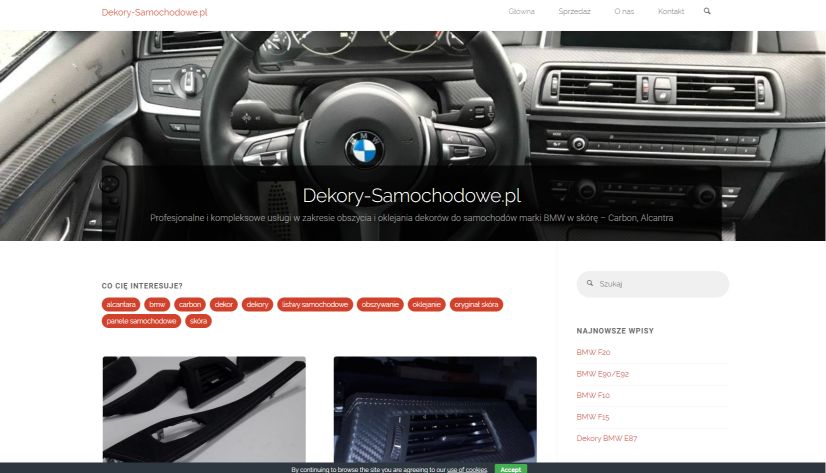 Dekory-Samochodowe.pl
Główna Sprzedaż O nas Kontakt
BMW
Dekory-Samochodowe.pl
Profesjonalne i kompleksowe usługi w zakresie obszycia i oklejania dekorów do samochodów marki BMW w skórę – Carbon, Alcantra
CO CIĘ INTERESUJE?
alcantara bmw carbon dekor dekory listwy samochodowe obszywanie oklejanie oryginał skóra
panele samochodowe skóra
Szukaj
NAJNOWSZE WPISY
BMW F20
BMW E90/E92
BMW F10
BMW F15
Dekory BMW E87
By continuing to browse the site you are agreeing to our use of cookies. Accept